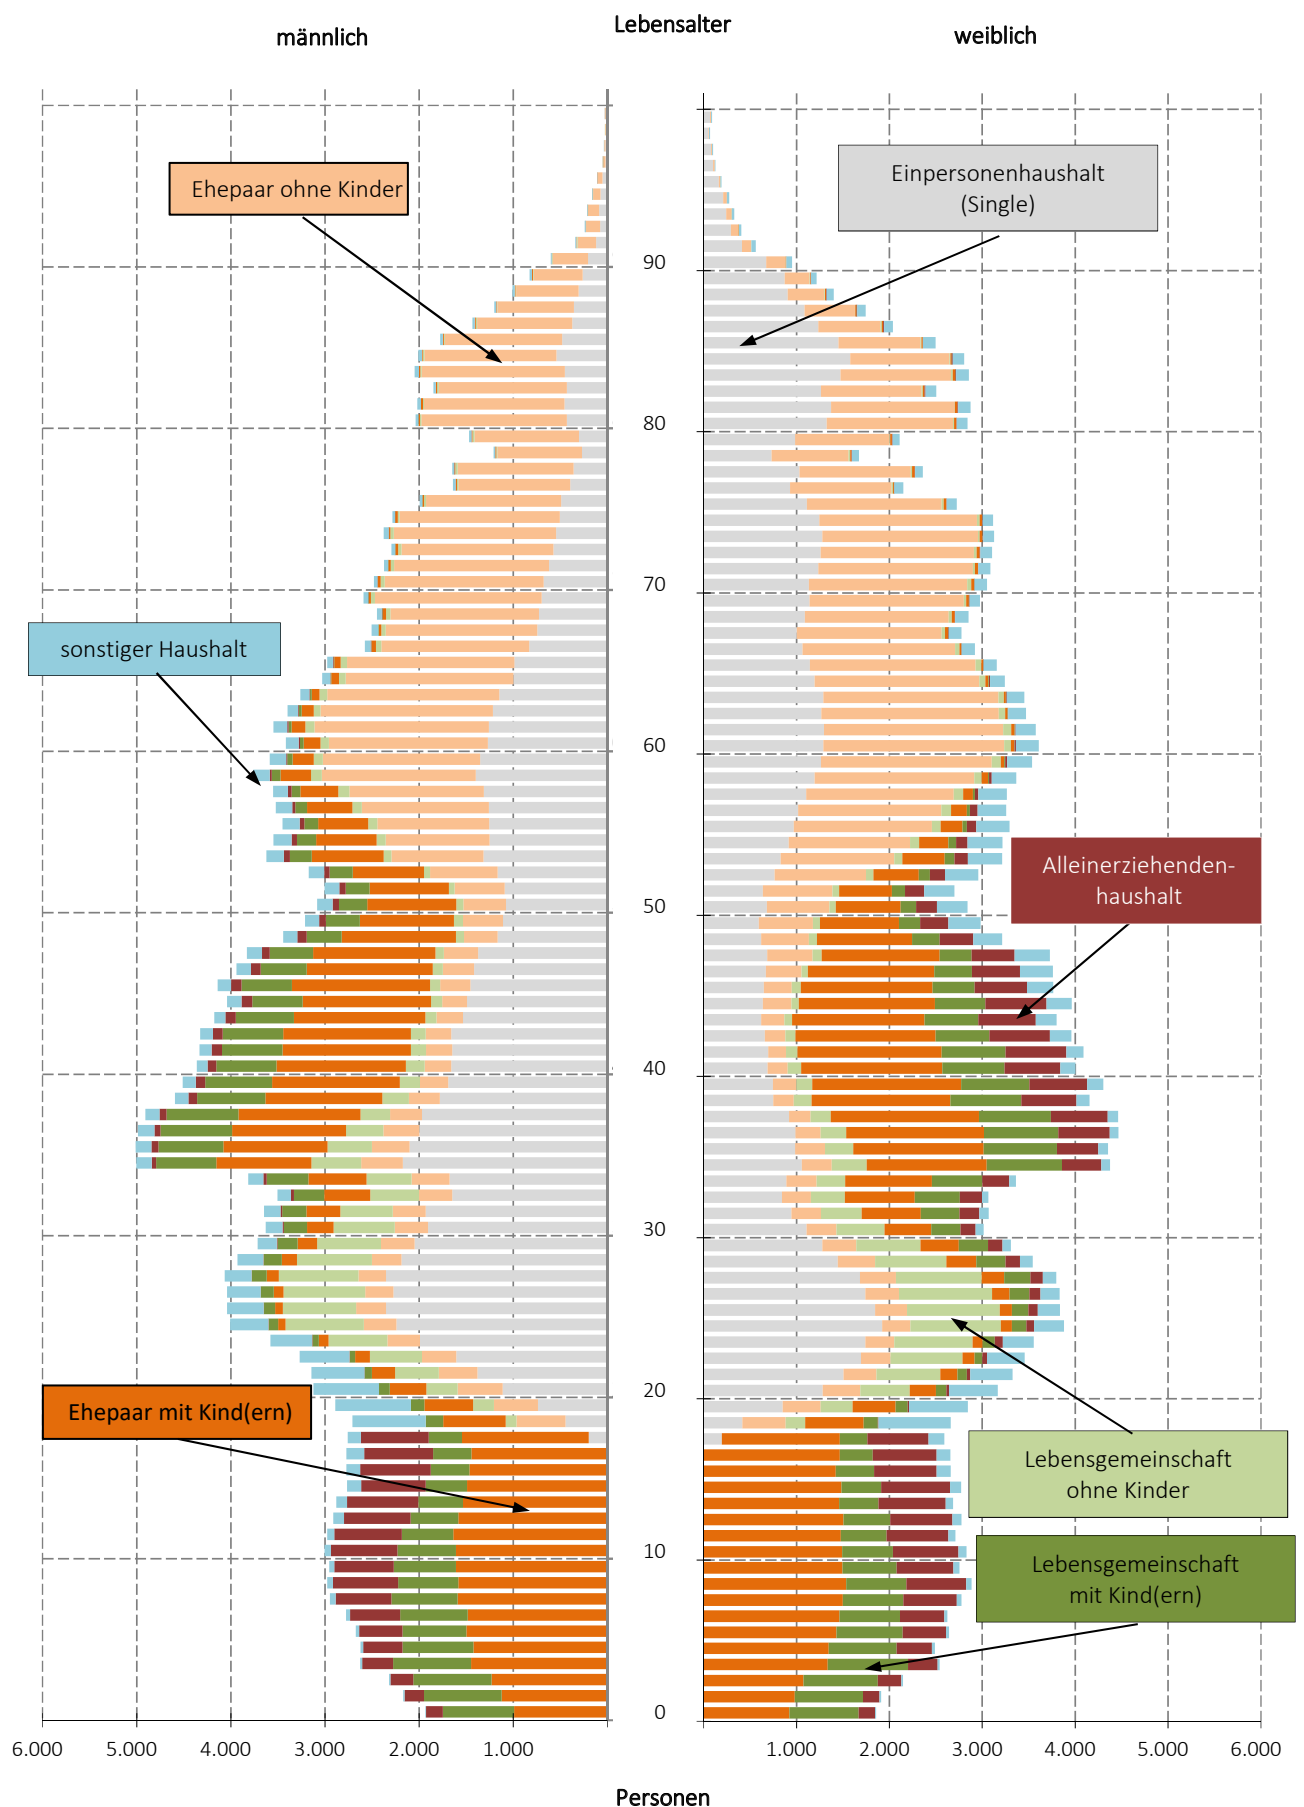 Lebensalter
männlich
weiblich
Ehepaar ohne Kinder
Einpersonenhaushalt
(Single)
90
80
70
sonstiger Haushalt
60
Alleinerziehenden-
haushalt
50
40
30
20
Ehepaar mit Kind(ern)
Lebensgemeinschaft
ohne Kinder
10
Lebensgemeinschaft
mit Kind(ern)
0
6.000 5.000 4.000 3.000 2.000 1.000 1.000 2.000 3.000 4.000 5.000 6.000
Personen